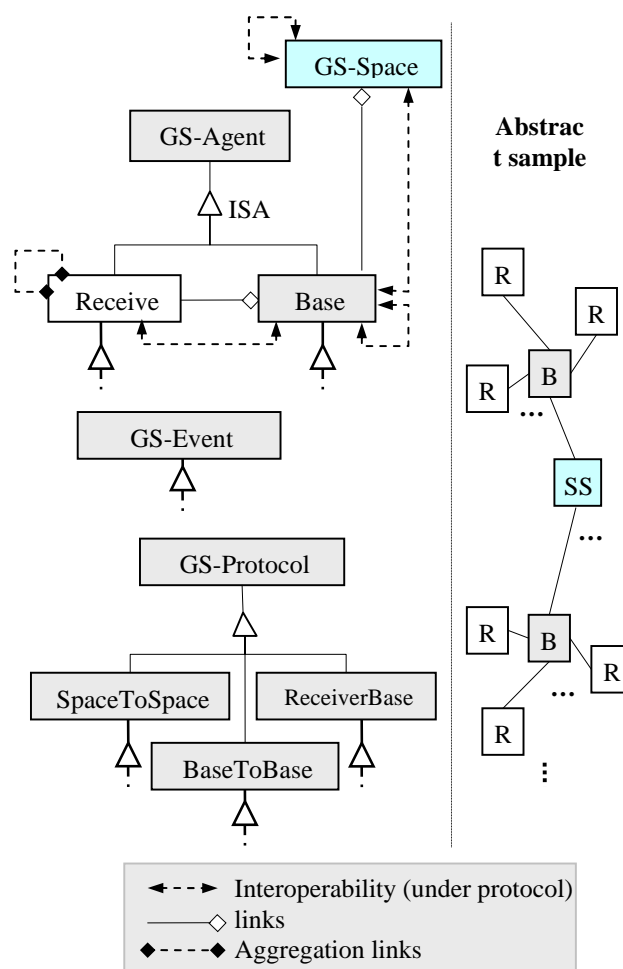 GS-Space
GS-Agent
ISA
Receive
Base
GS-Event
GS-Protocol
SpaceToSpace
ReceiverBase
BaseToBase
Abstrac
t sample
R
R
B
R
...
SS
...
R
B
R
...
R
...
Interoperability (under protocol)
links
Aggregation links